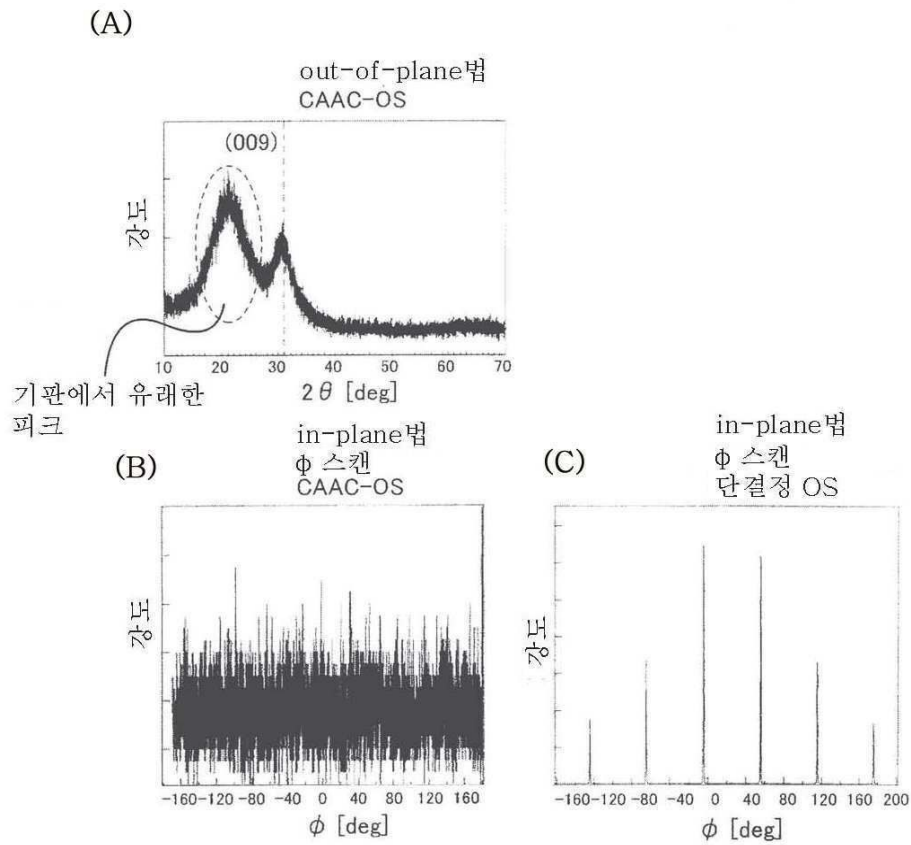 (A)
out-of-plane법
CAAC-OS
(009)
강도
10 20 30 40 50 60 70
2θ [deg]
기판에서 유래한
피크
(B)
in-plane법
φ 스캔
CAAC-OS
강도
-160-120 -80 -40 0 40 80 120 160
φ [deg]
(C)
in-plane법
φ 스캔
단결정 OS
강도
-160-120 -80 -40 0 40 80 120 160 200
φ [deg]